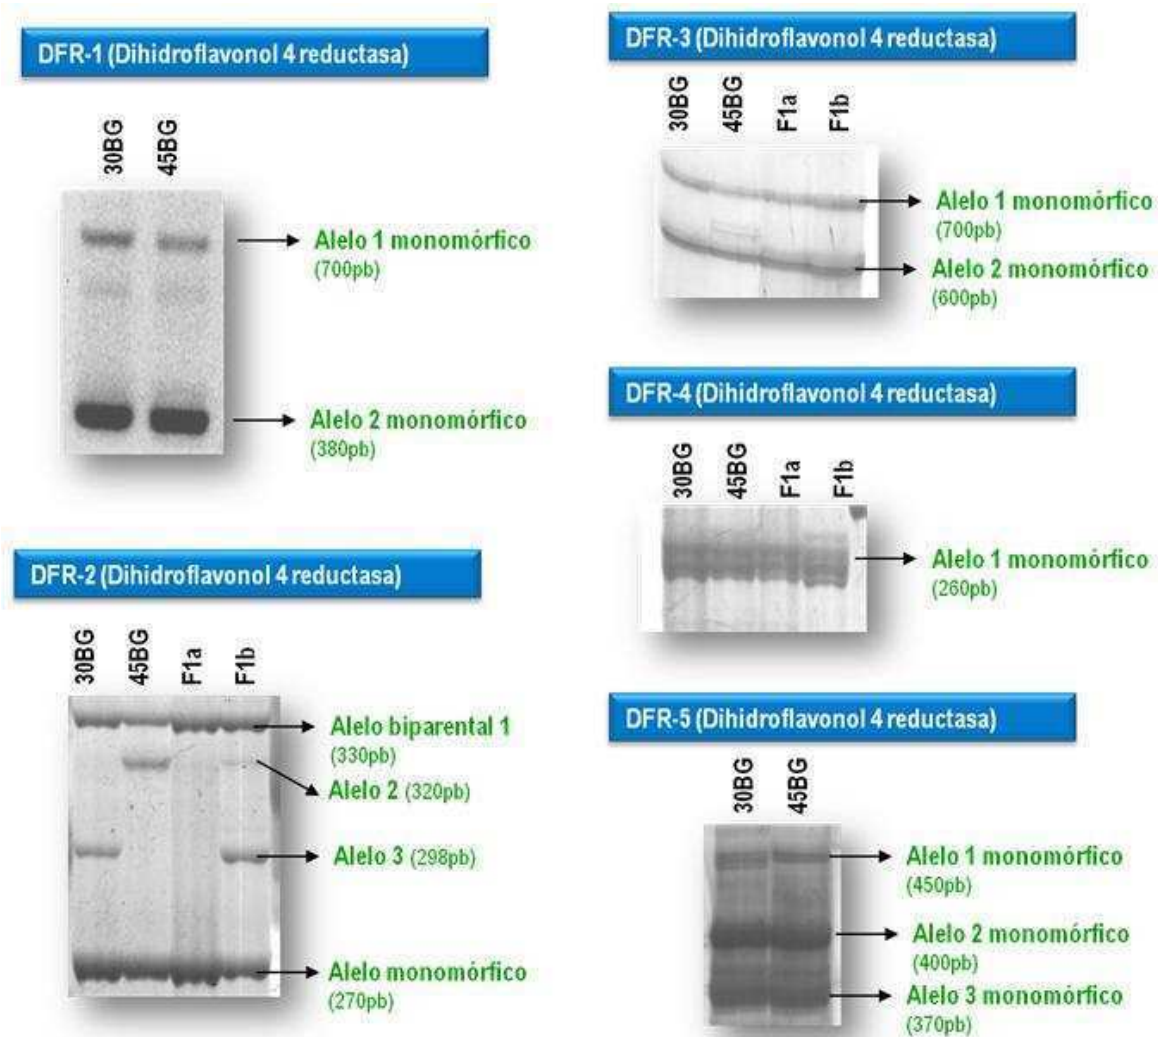 DFR-1 (Dihidroflavonol 4 reductasa)
30BG
45BG
Alelo 1 monomórfico
(700pb)
Alelo 2 monomórfico
(380pb)
DFR-2 (Dihidroflavonol 4 reductasa)
30BG
45BG
F1a
F1b
Alelo biparental 1
(330pb)
Alelo 2 (320pb)
Alelo 3 (298pb)
Alelo monomórfico
(270pb)
DFR-3 (Dihidroflavonol 4 reductasa)
30BG
45BG
F1a
F1b
Alelo 1 monomórfico
(700pb)
Alelo 2 monomórfico
(600pb)
DFR-4 (Dihidroflavonol 4 reductasa)
30BG
45BG
F1a
F1b
Alelo 1 monomórfico
(260pb)
DFR-5 (Dihidroflavonol 4 reductasa)
30BG
45BG
Alelo 1 monomórfico
(450pb)
Alelo 2 monomórfico
(400pb)
Alelo 3 monomórfico
(370pb)